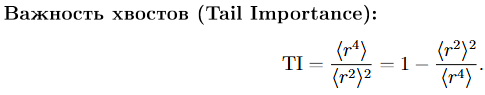 Важность хвостов (Tail Importance):
TI = ⟨r⁴⟩ / ⟨r²⟩² = 1 − ⟨r²⟩² / ⟨r⁴⟩.